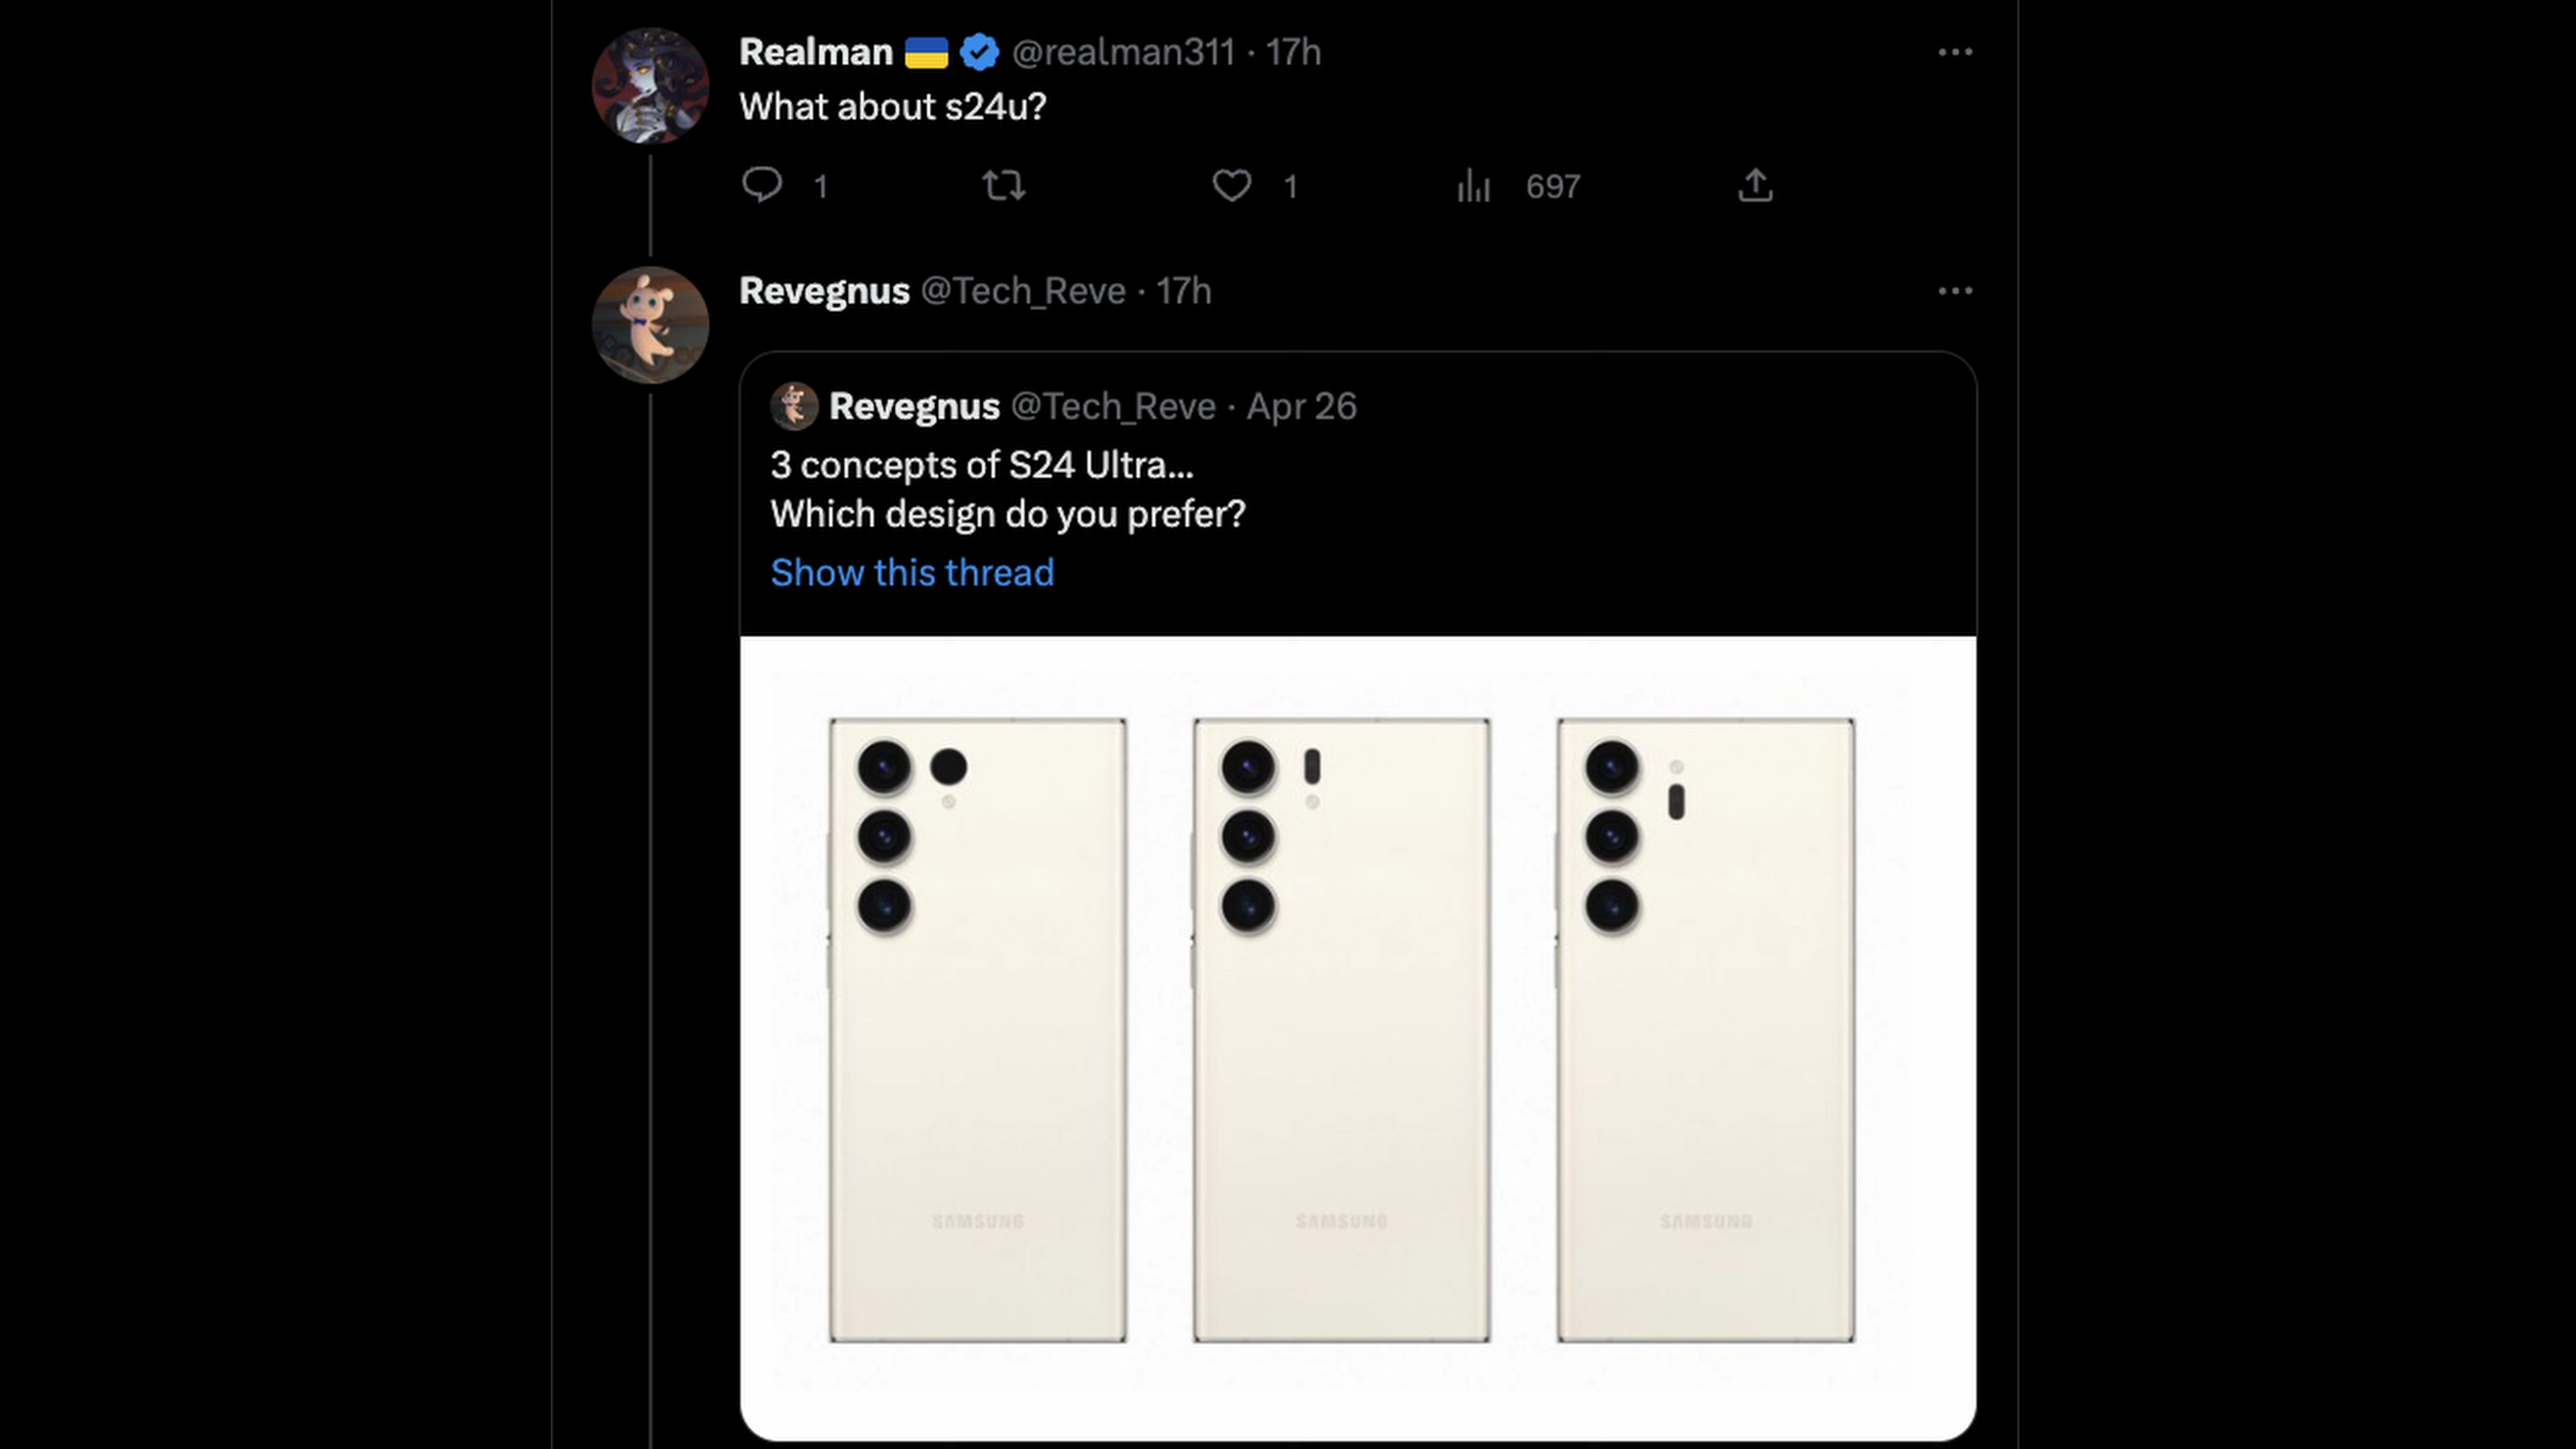 Realman 🇺🇦 @realman311 · 17h
What about s24u?
1 1 697
Revegnus @Tech_Reve · 17h
Revegnus @Tech_Reve · Apr 26
3 concepts of S24 Ultra...
Which design do you prefer?
Show this thread
SAMSUNG SAMSUNG SAMSUNG